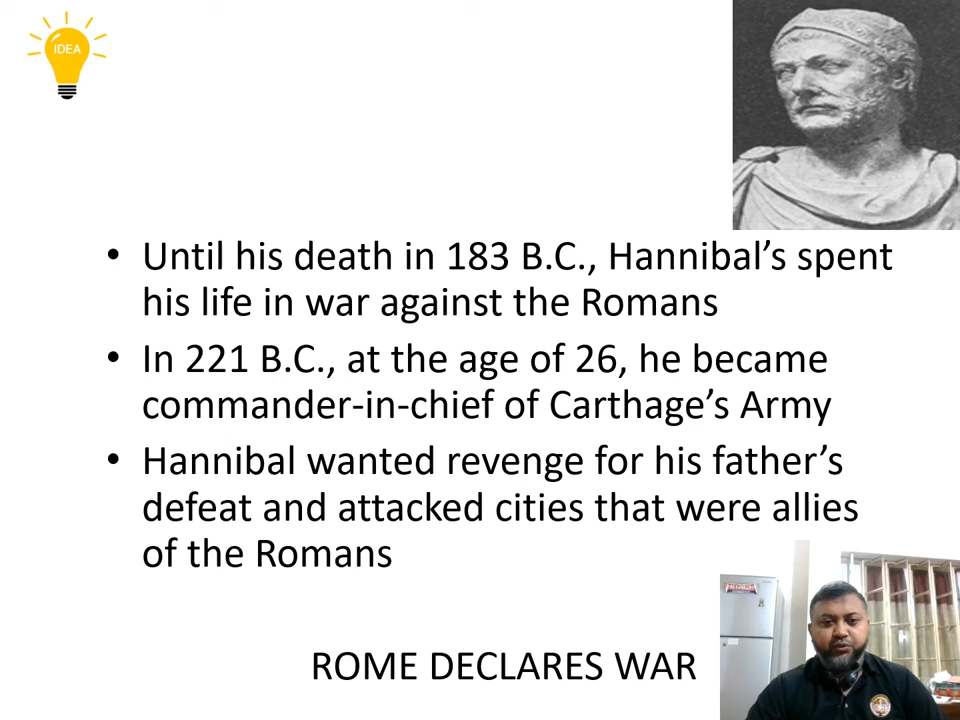 IDEA
• Until his death in 183 B.C., Hannibal’s spent
his life in war against the Romans
• In 221 B.C., at the age of 26, he became
commander-in-chief of Carthage’s Army
• Hannibal wanted revenge for his father’s
defeat and attacked cities that were allies
of the Romans
ROME DECLARES WAR